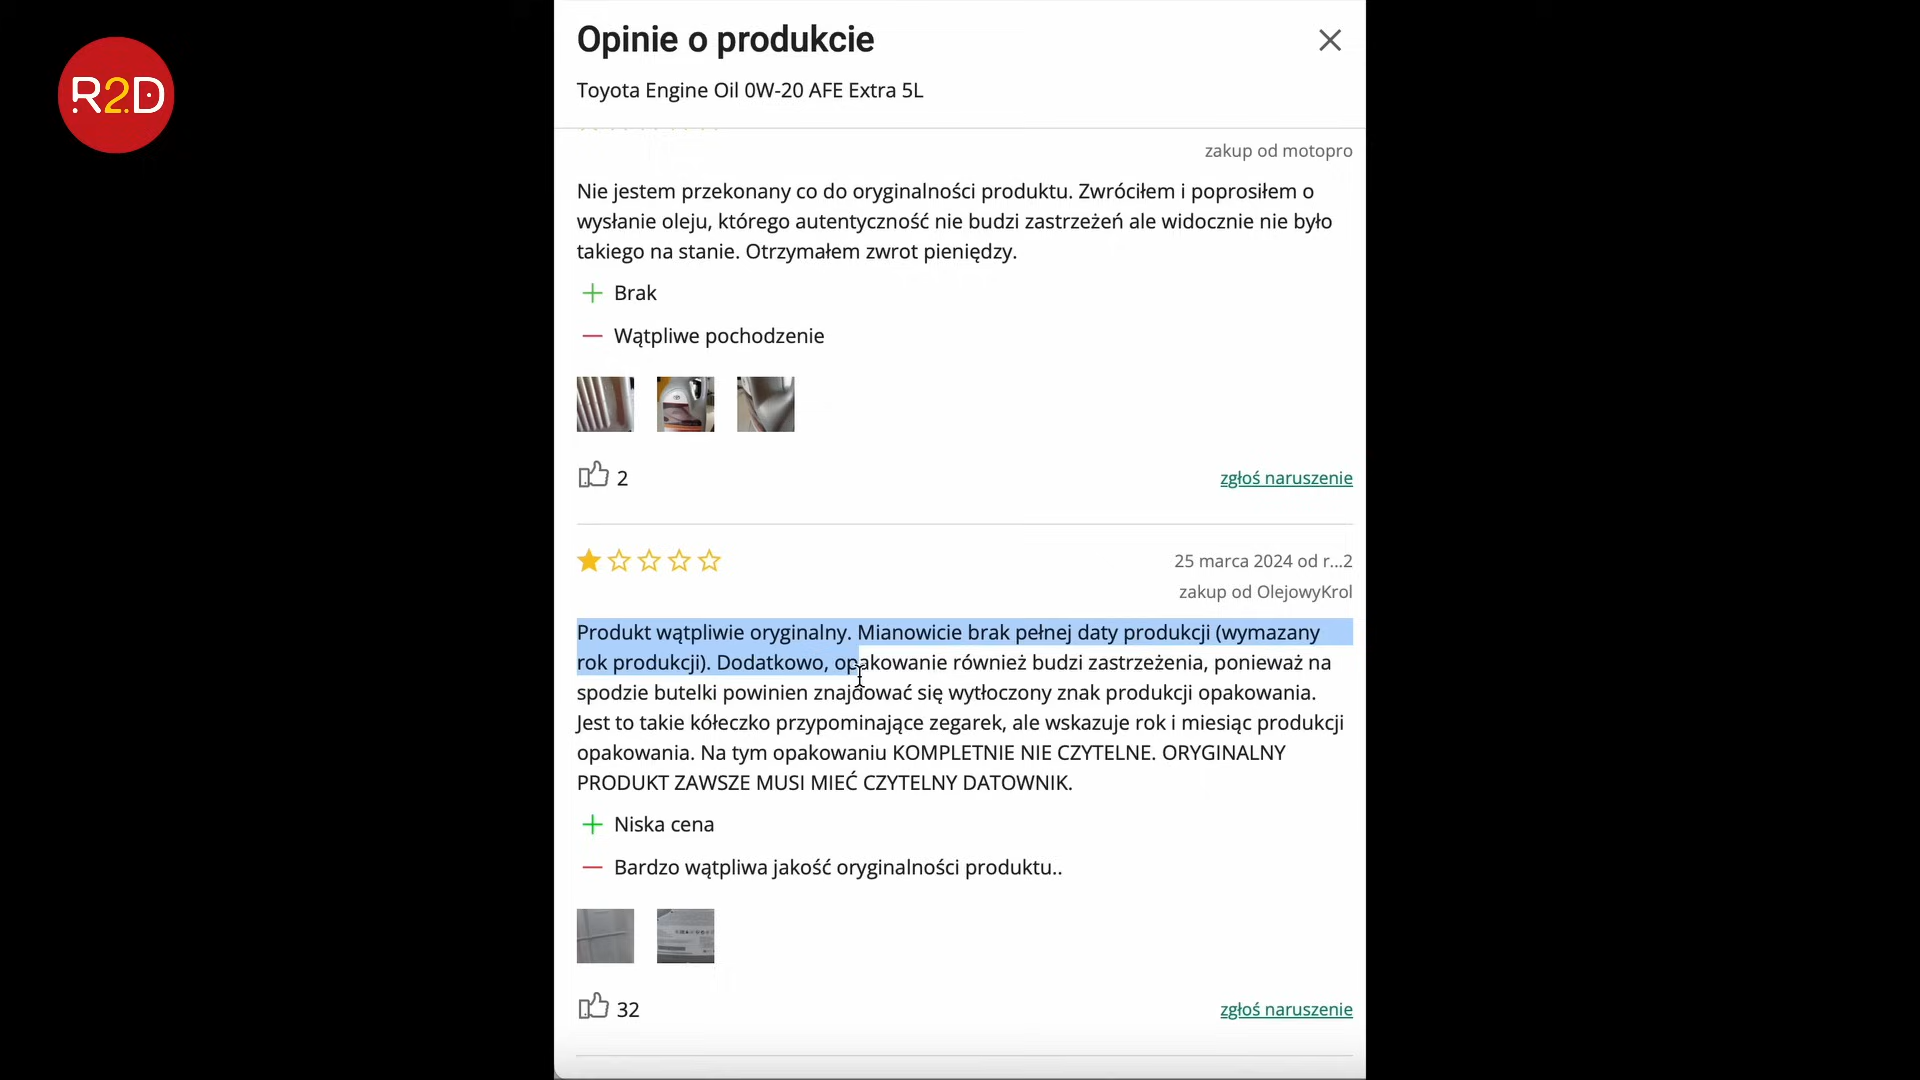 R2D
Opinie o produkcie
Toyota Engine Oil 0W-20 AFE Extra 5L
zakup od motopro
Nie jestem przekonany co do oryginalności produktu. Zwróciłem i poprosiłem o
wysłanie oleju, którego autentyczność nie budzi zastrzeżeń ale widocznie nie było
takiego na stanie. Otrzymałem zwrot pieniędzy.
Brak
Wątpliwe pochodzenie
2
zgłoś naruszenie
25 marca 2024 od r...2
zakup od OlejowyKrol
Produkt wątpliwie oryginalny. Mianowicie brak pełnej daty produkcji (wymazany
rok produkcji). Dodatkowo, opakowanie również budzi zastrzeżenia, ponieważ na
spodzie butelki powinien znajdować się wytłoczony znak produkcji opakowania.
Jest to takie kółeczko przypominające zegarek, ale wskazuje rok i miesiąc produkcji
opakowania. Na tym opakowaniu KOMPLETNIE NIE CZYTELNE. ORYGINALNY
PRODUKT ZAWSZE MUSI MIEĆ CZYTELNY DATOWNIK.
Niska cena
Bardzo wątpliwa jakość oryginalności produktu..
32
zgłoś naruszenie